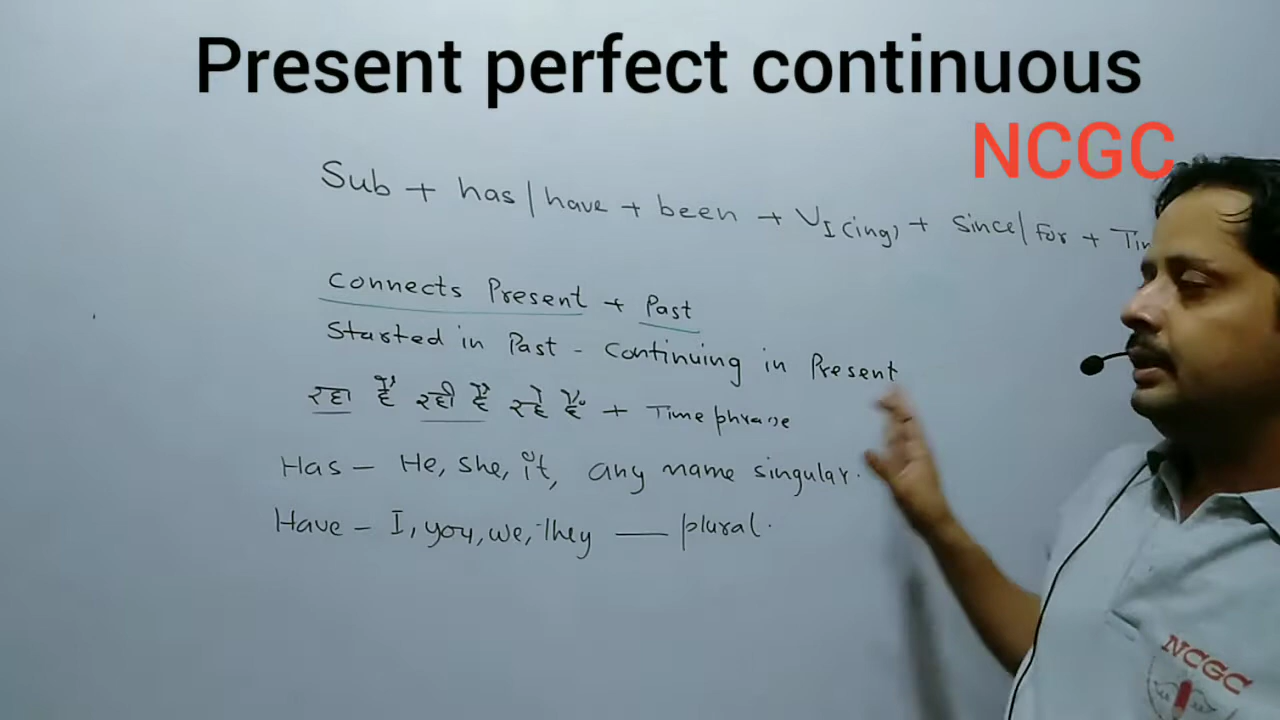 Present perfect continuous
NCGC
Sub + has/have + been + V1(ing) + Since/For +
Connects Present + Past
Started in Past - Continuing in Present
रहा है रही है रहे हैं + Time phrase
Has - He, she, it, any name singular.
Have - I, you, we, They — plural.
NCGC